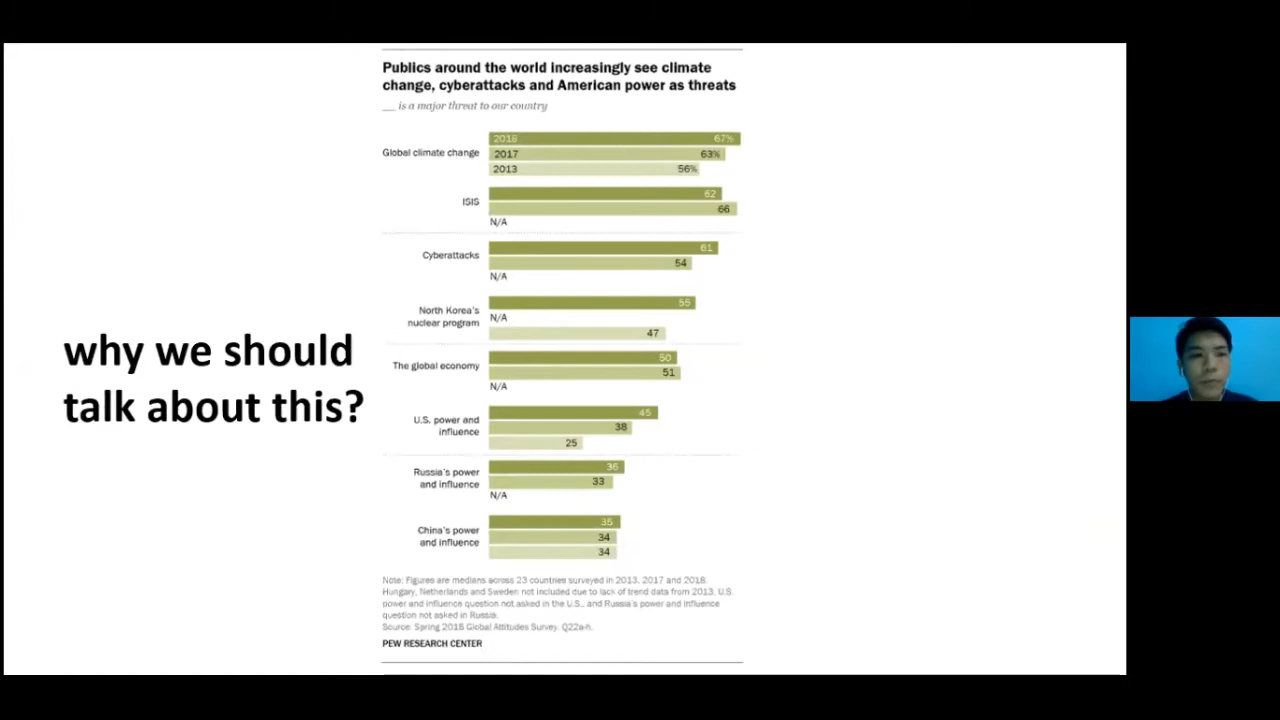 why we should
talk about this?
Publics around the world increasingly see climate
change, cyberattacks and American power as threats
__ is a major threat to our country
Global climate change
2018 67%
2017 63%
2013 56%
ISIS
62
66
N/A
Cyberattacks
61
54
N/A
North Korea's
nuclear program
55
N/A
47
The global economy
50
51
N/A
U.S. power and
influence
45
38
25
Russia's power
and influence
36
33
N/A
China's power
and influence
35
34
34
Note: Figures are medians across 23 countries surveyed in 2013, 2017 and 2018.
Hungary, Netherlands and Sweden not included due to lack of trend data from 2013. U.S.
power and influence question not asked in the U.S., and Russia's power and influence
question not asked in Russia.
Source: Spring 2018 Global Attitudes Survey. Q22a-h.
PEW RESEARCH CENTER